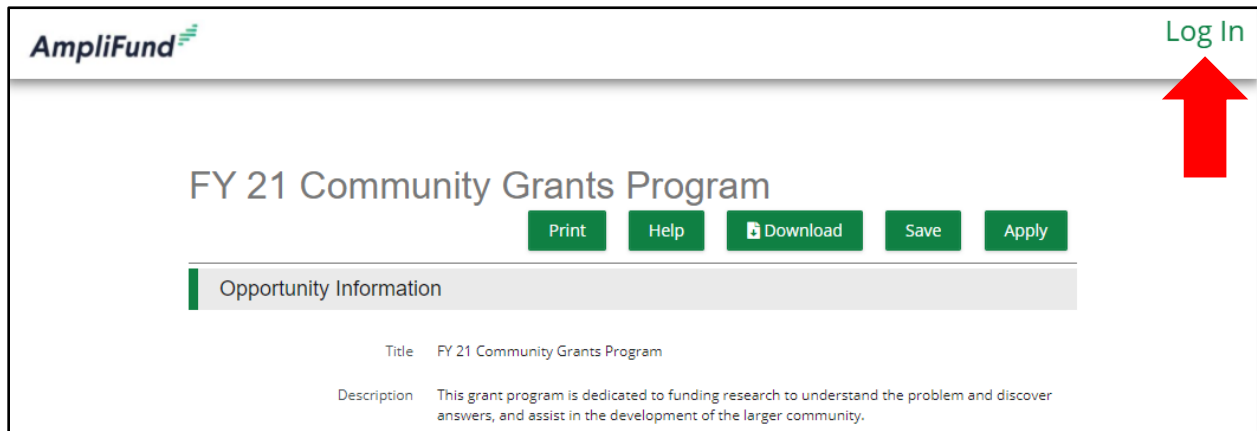 AmpliFund
Log In
FY 21 Community Grants Program
Print Help Download Save Apply
Opportunity Information
Title FY 21 Community Grants Program
Description This grant program is dedicated to funding research to understand the problem and discover
answers, and assist in the development of the larger community.